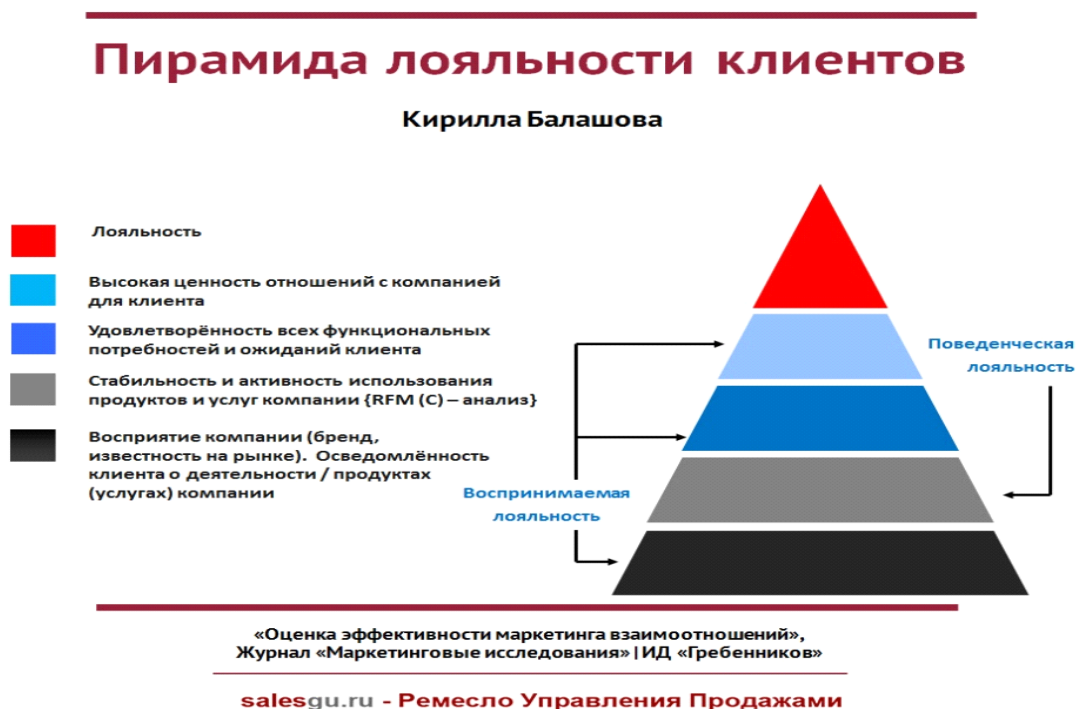 Пирамида лояльности клиентов
Кирилла Балашова
Лояльность
Высокая ценность отношений с компанией
для клиента
Удовлетворённость всех функциональных
потребностей и ожиданий клиента
Стабильность и активность использования
продуктов и услуг компании {RFM (C) – анализ}
Восприятие компании (бренд,
известность на рынке). Осведомлённость
клиента о деятельности / продуктах
(услугах) компании
Поведенческая
лояльность
Воспринимаемая
лояльность
«Оценка эффективности маркетинга взаимоотношений»,
Журнал «Маркетинговые исследования» | ИД «Гребенников»
salesgu.ru - Ремесло Управления Продажами